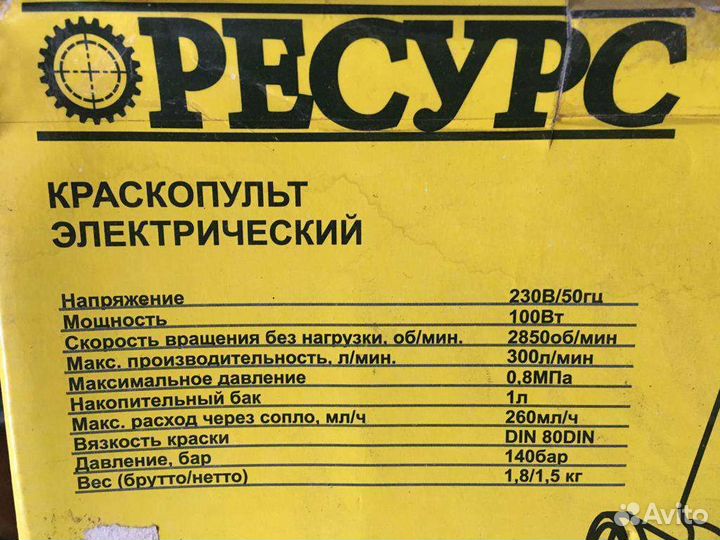 РЕСУРС
КРАСКОПУЛЬТ
ЭЛЕКТРИЧЕСКИЙ
Напряжение 230В/50гц
Мощность 100Вт
Скорость вращения без нагрузки, об/мин. 2850об/мин
Макс. производительность, л/мин. 300л/мин
Максимальное давление 0,8МПа
Накопительный бак 1л
Макс. расход через сопло, мл/ч 260мл/ч
Вязкость краски DIN 80DIN
Давление, бар 140бар
Вес (брутто/нетто) 1,8/1,5 кг
Avito